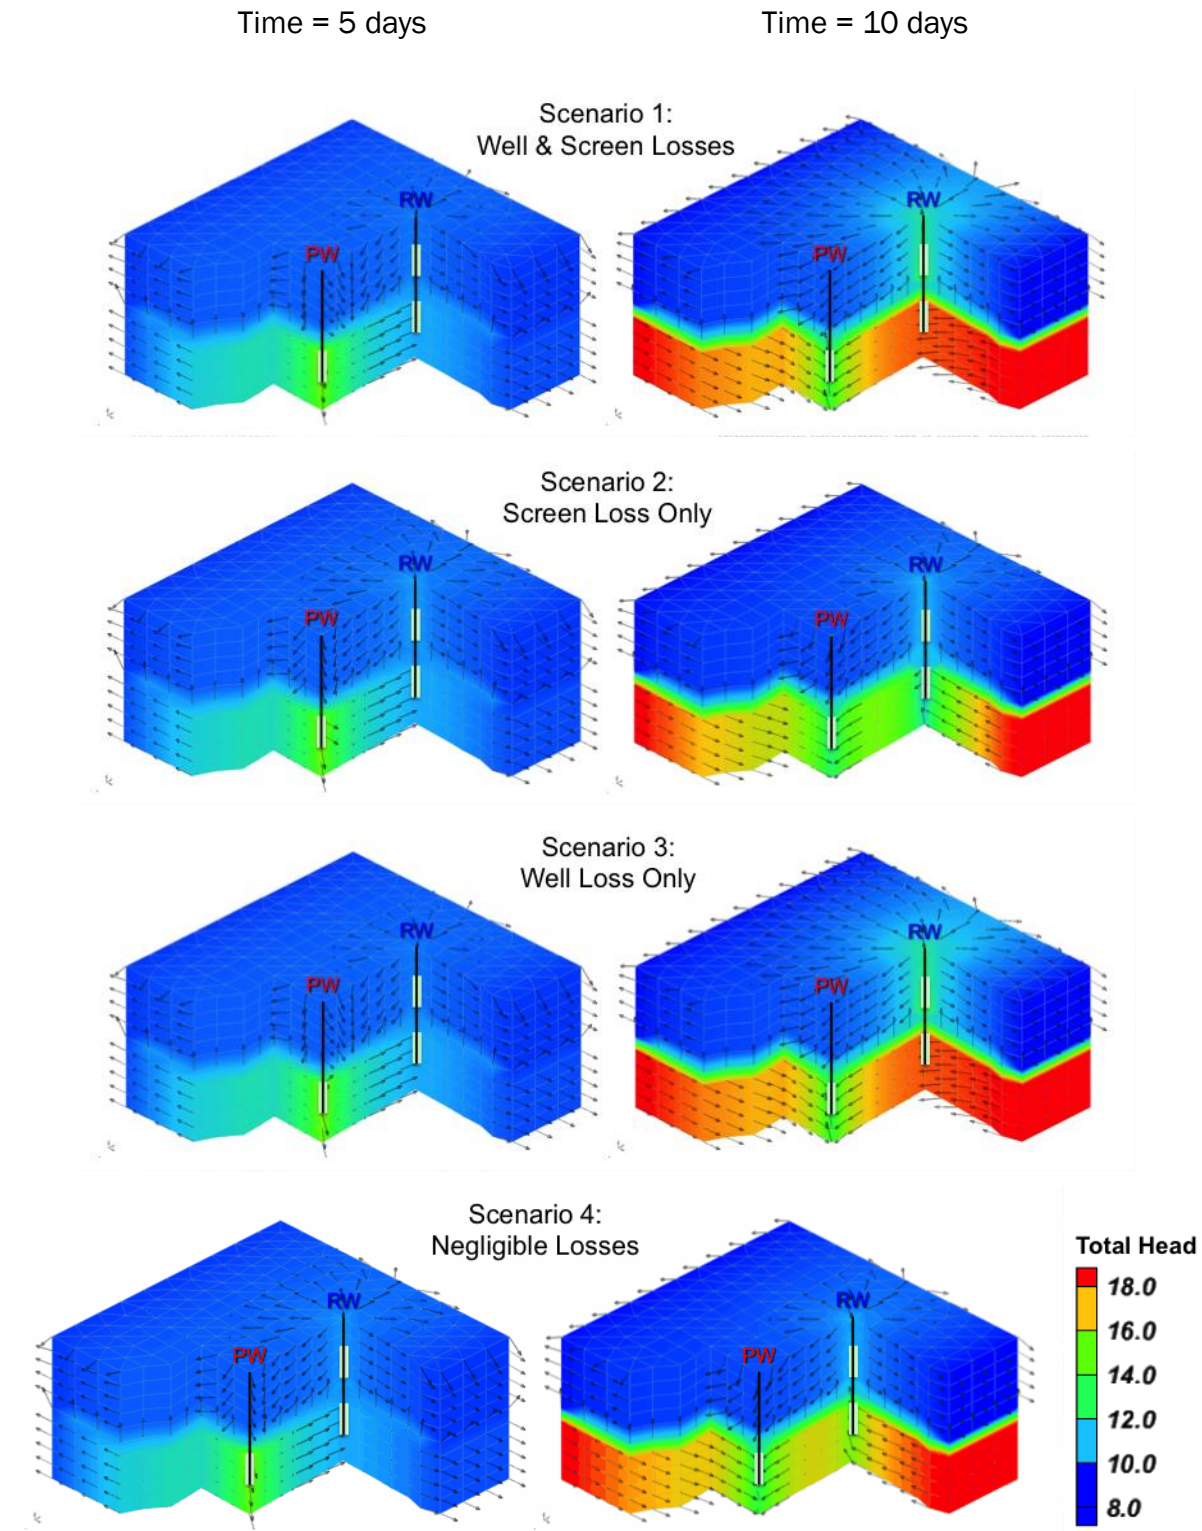 Time = 5 days
Time = 10 days
Scenario 1:
Well & Screen Losses
RW
PW
RW
PW
Scenario 2:
Screen Loss Only
RW
PW
RW
PW
Scenario 3:
Well Loss Only
RW
PW
RW
PW
Scenario 4:
Negligible Losses
RW
PW
RW
PW
Total Head
18.0
16.0
14.0
12.0
10.0
8.0